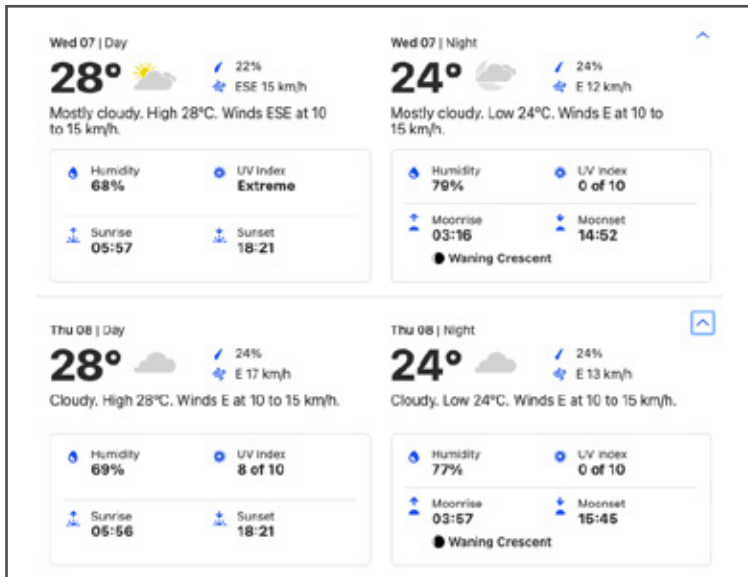 Wed 07 | Day
28°
22%
ESE 15 km/h
Mostly cloudy. High 28°C. Winds ESE at 10
to 15 km/h.
Humidity
68%
UV Index
Extreme
Sunrise
05:57
Sunset
18:21
Wed 07 | Night
24°
24%
E 12 km/h
Mostly cloudy. Low 24°C. Winds E at 10 to
15 km/h.
Humidity
79%
UV Index
0 of 10
Moonrise
03:16
Moonset
14:52
Waning Crescent
Thu 08 | Day
28°
24%
E 17 km/h
Cloudy. High 28°C. Winds E at 10 to 15 km/h.
Humidity
69%
UV Index
8 of 10
Sunrise
05:56
Sunset
18:21
Thu 08 | Night
24°
24%
E 13 km/h
Cloudy. Low 24°C. Winds E at 10 to 15 km/h.
Humidity
77%
UV Index
0 of 10
Moonrise
03:57
Moonset
15:45
Waning Crescent